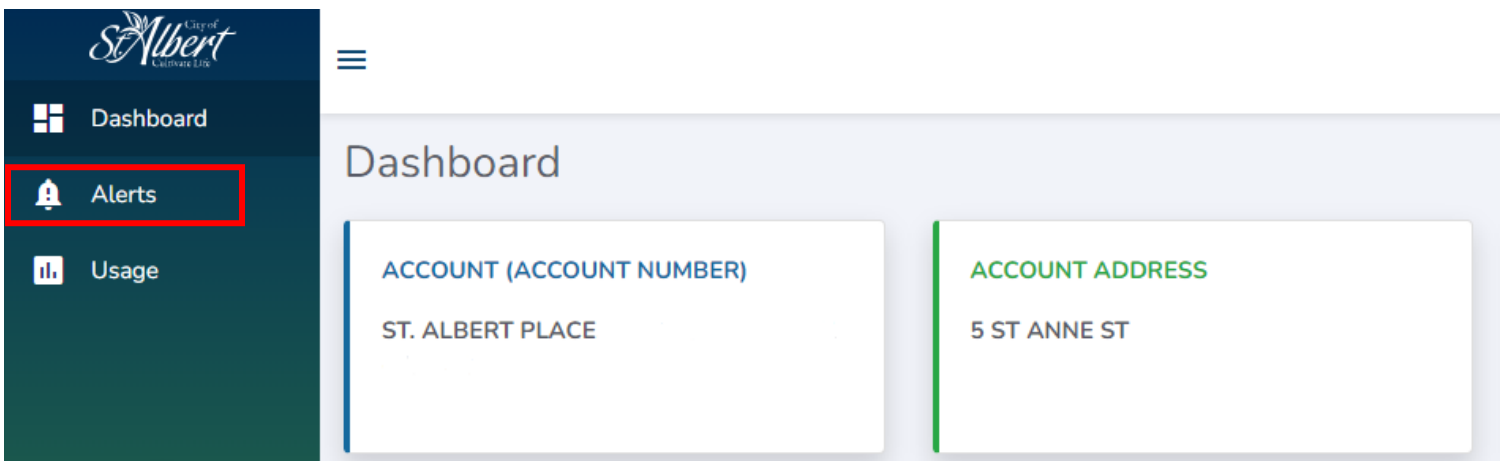 City of
St. Albert
Cultivate Life
Dashboard
Alerts
Usage
Dashboard
ACCOUNT (ACCOUNT NUMBER)
ST. ALBERT PLACE
ACCOUNT ADDRESS
5 ST ANNE ST